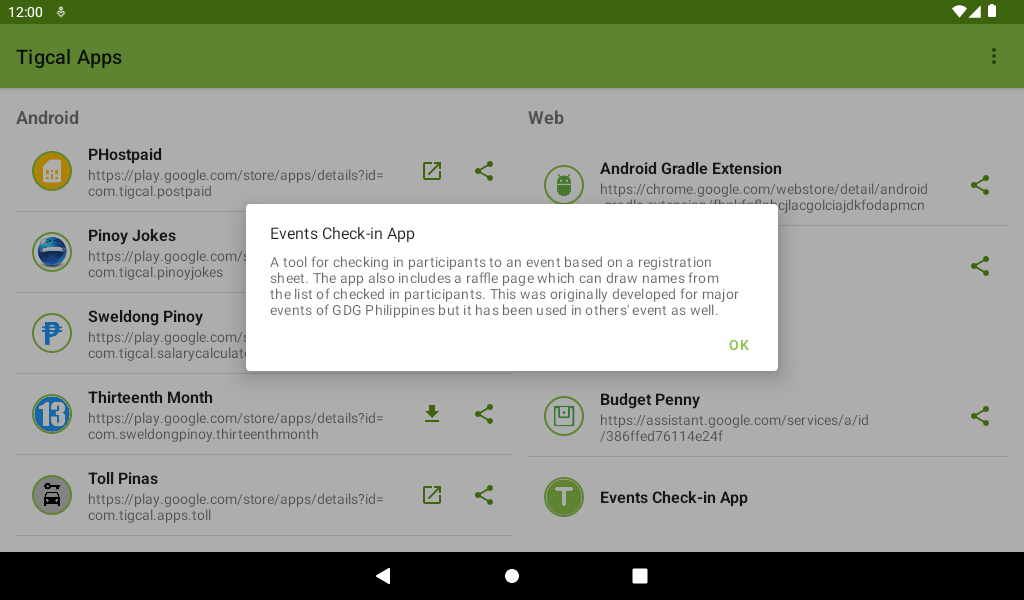 12:00
Tigcal Apps
Android
PHostpaid
https://play.google.com/store/apps/details?id=
com.tigcal.postpaid
Pinoy Jokes
https://play.google.com/s
com.tigcal.pinoyjokes
Sweldong Pinoy
https://play.google.com/s
com.tigcal.salarycalculat
Thirteenth Month
https://play.google.com/store/apps/details?id=
com.sweldongpinoy.thirteenthmonth
13
Toll Pinas
https://play.google.com/store/apps/details?id=
com.tigcal.apps.toll
Web
Android Gradle Extension
https://chrome.google.com/webstore/detail/android
Budget Penny
https://assistant.google.com/services/a/id
/386ffed76114e24f
T
Events Check-in App
Events Check-in App
A tool for checking in participants to an event based on a registration
sheet. The app also includes a raffle page which can draw names from
the list of checked in participants. This was originally developed for major
events of GDG Philippines but it has been used in others' event as well.
OK